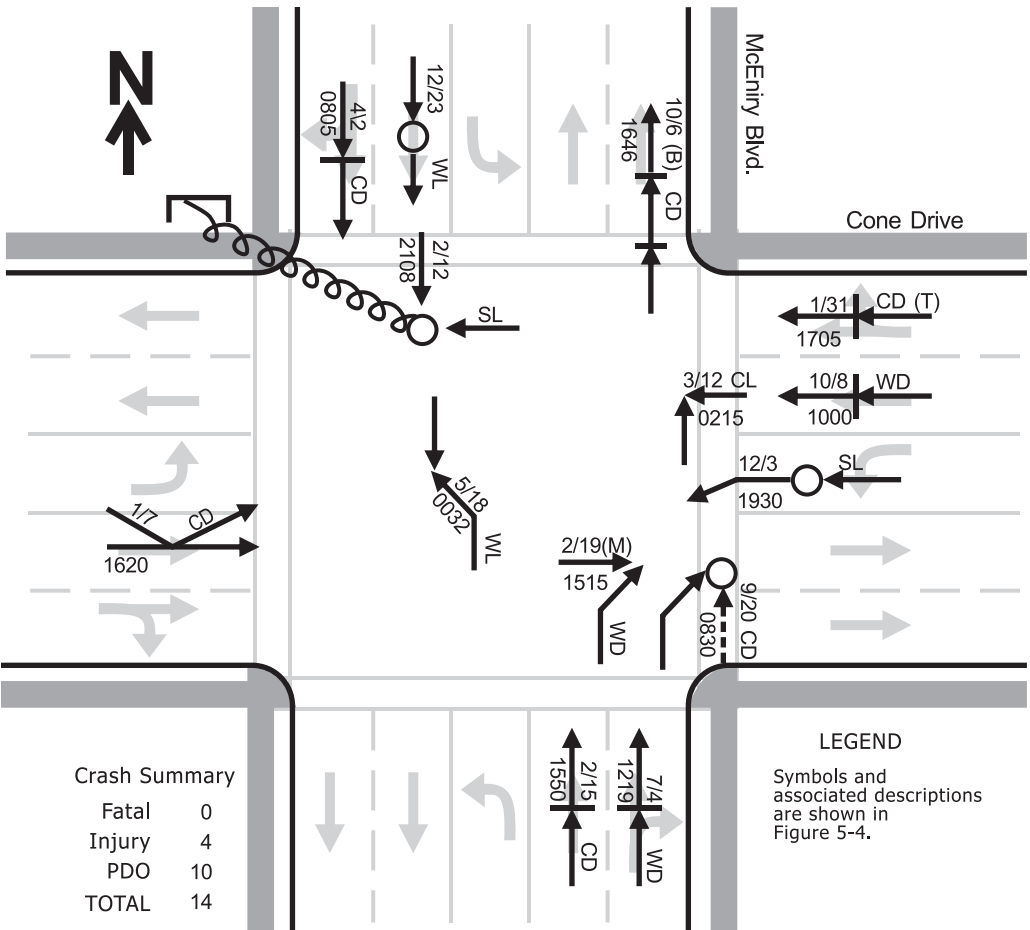 N
McEniry Blvd.
Cone Drive
4\2
0805
CD
12/23
WL
10/6 (B)
1646
CD
2/12
2108
SL
1/31
CD (T)
1705
3/12 CL
0215
10/8
WD
1000
12/3
SL
1930
1/7
CD
1620
5/18
0032
WL
2/19(M)
1515
WD
9/20 CD
0830
2/15
1550
CD
7/4
1219
WD
Crash Summary
Fatal 0
Injury 4
PDO 10
TOTAL 14
LEGEND
Symbols and
associated descriptions
are shown in
Figure 5-4.